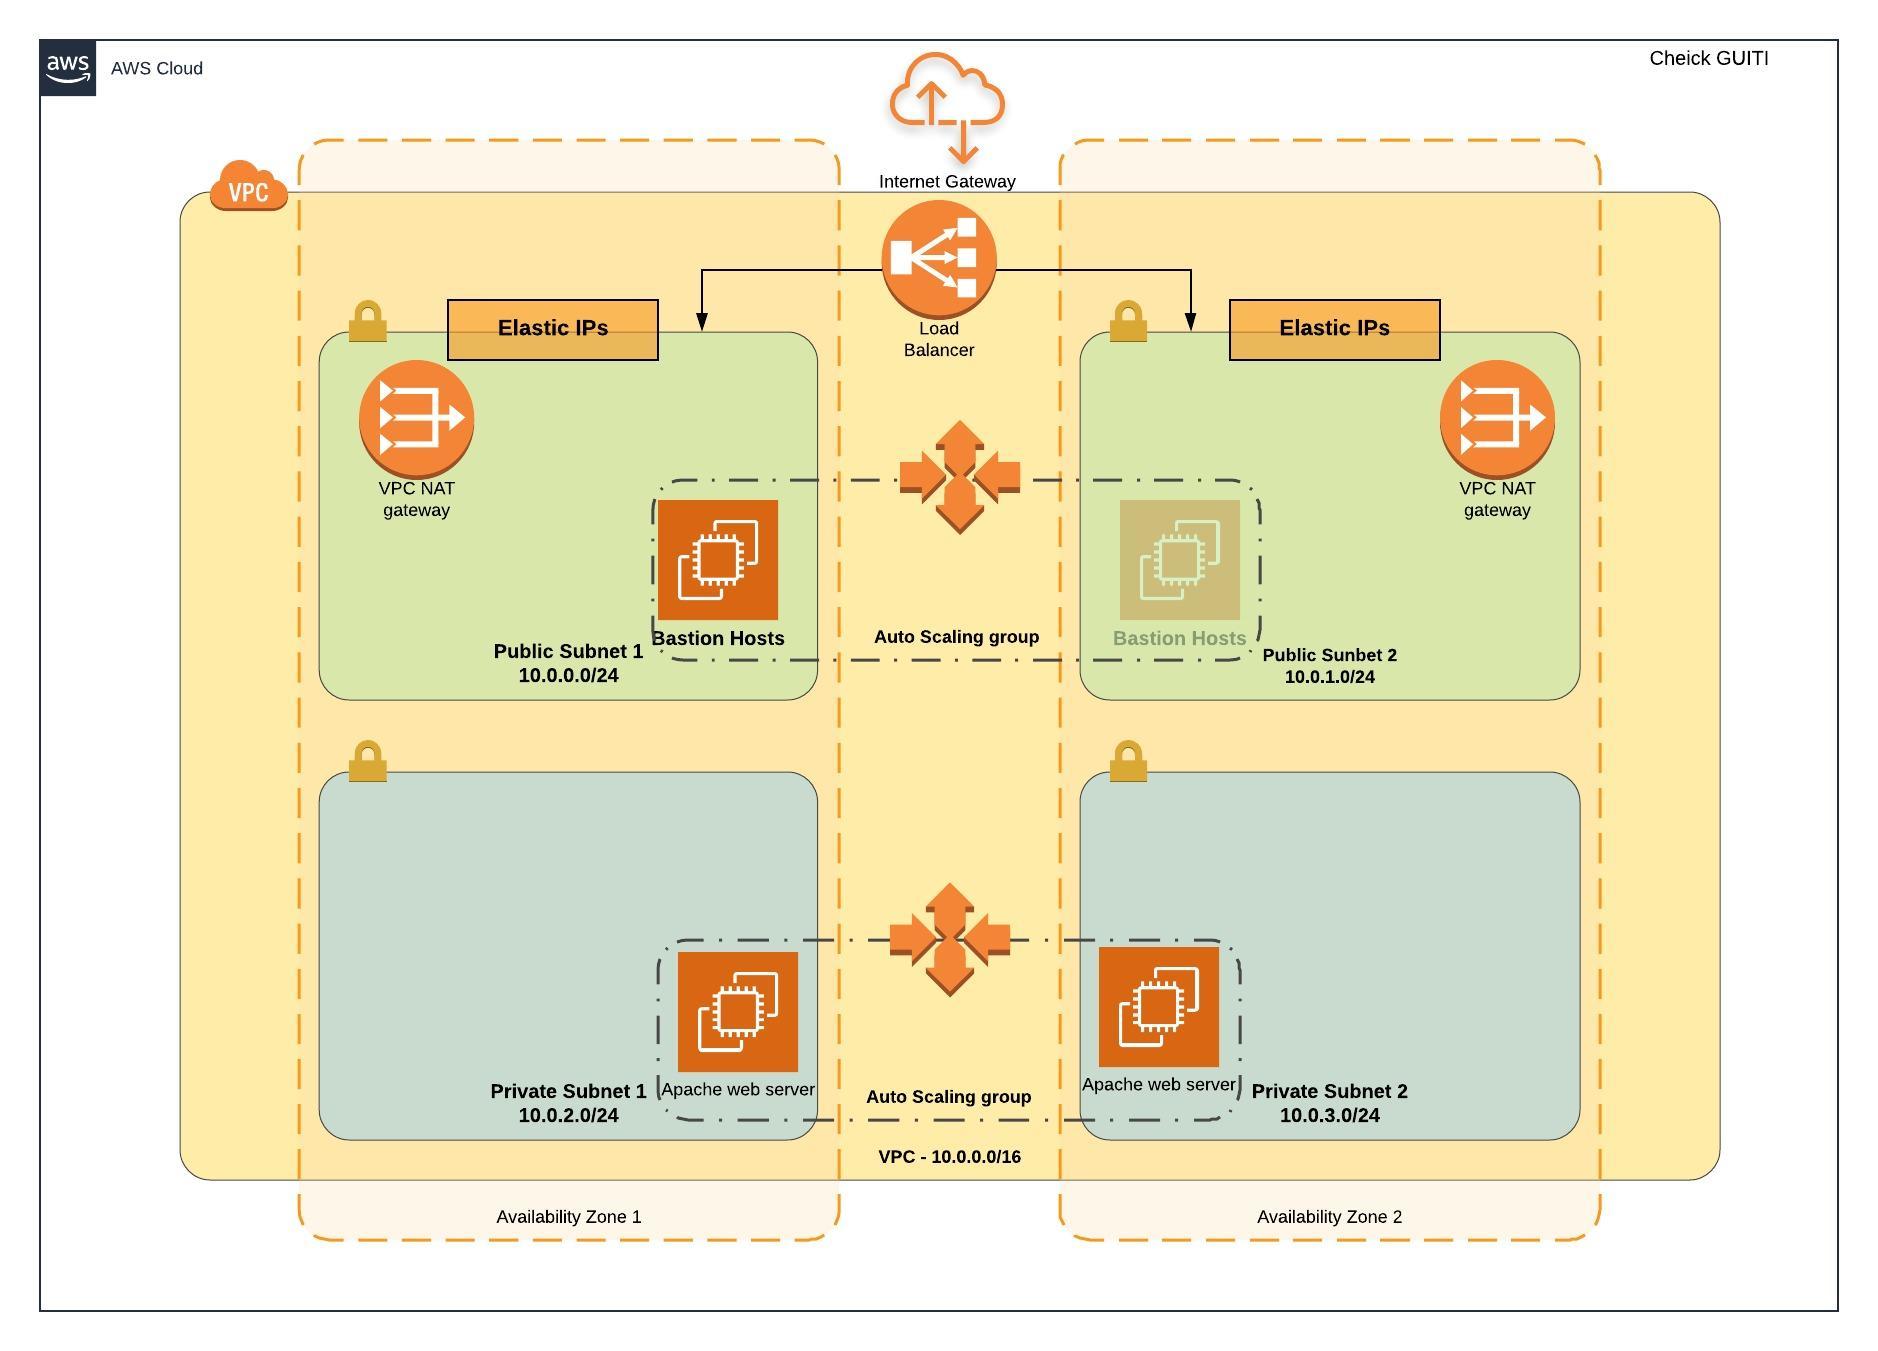 aws
AWS Cloud
Cheick GUITI
Internet Gateway
VPC
Load
Balancer
Elastic IPs
Elastic IPs
VPC NAT
gateway
VPC NAT
gateway
Bastion Hosts
Auto Scaling group
Bastion Hosts
Public Subnet 1
10.0.0.0/24
Public Sunbet 2
10.0.1.0/24
Apache web server
Apache web server
Private Subnet 1
10.0.2.0/24
Auto Scaling group
Private Subnet 2
10.0.3.0/24
VPC - 10.0.0.0/16
Availability Zone 1
Availability Zone 2